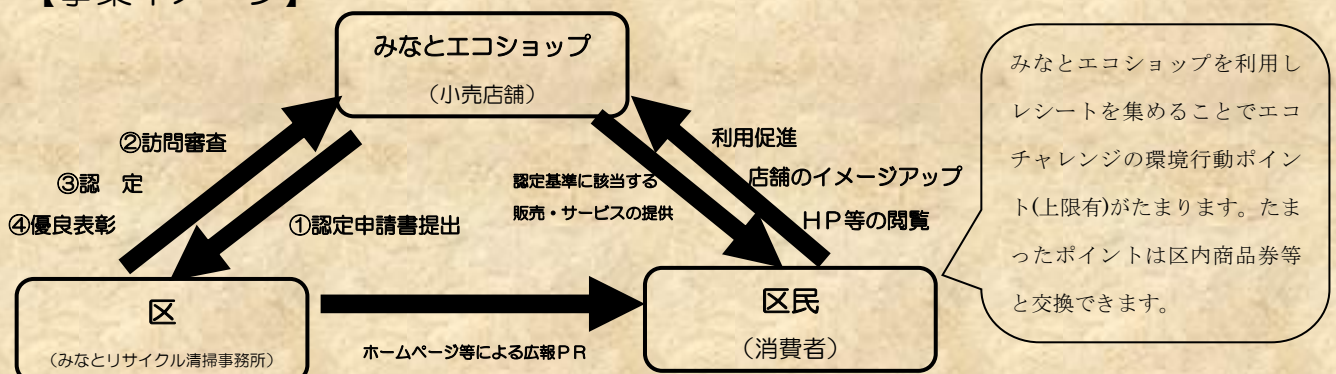 【事業イメージ】
みなとエコショップ
（小売店舗）
②訪問審査
③認　定
④優良表彰
①認定申請書提出
認定基準に該当する
販売・サービスの提供
利用促進
店舗のイメージアップ
ＨＰ等の閲覧
みなとエコショップを利用し
レシートを集めることでエコ
チャレンジの環境行動ポイン
ト(上限有)がたまります。たま
ったポイントは区内商品券等
と交換できます。
区
（みなとリサイクル清掃事務所）
ホームページ等による広報ＰＲ
区民
（消費者）